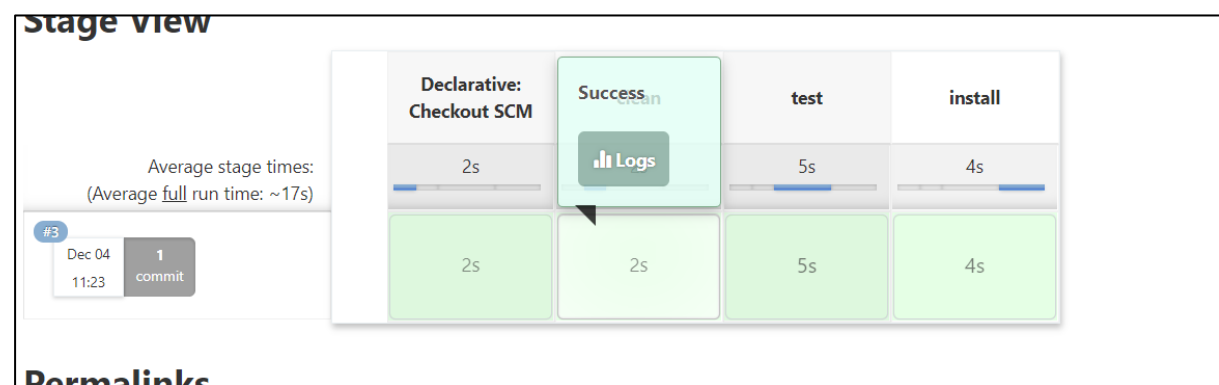 Stage View
Declarative:
Checkout SCM
Success
clean
test
install
Average stage times:
(Average full run time: ~17s)
2s
Logs
5s
4s
#3
Dec 04
11:23
1
commit
2s
2s
5s
4s
Permalinks